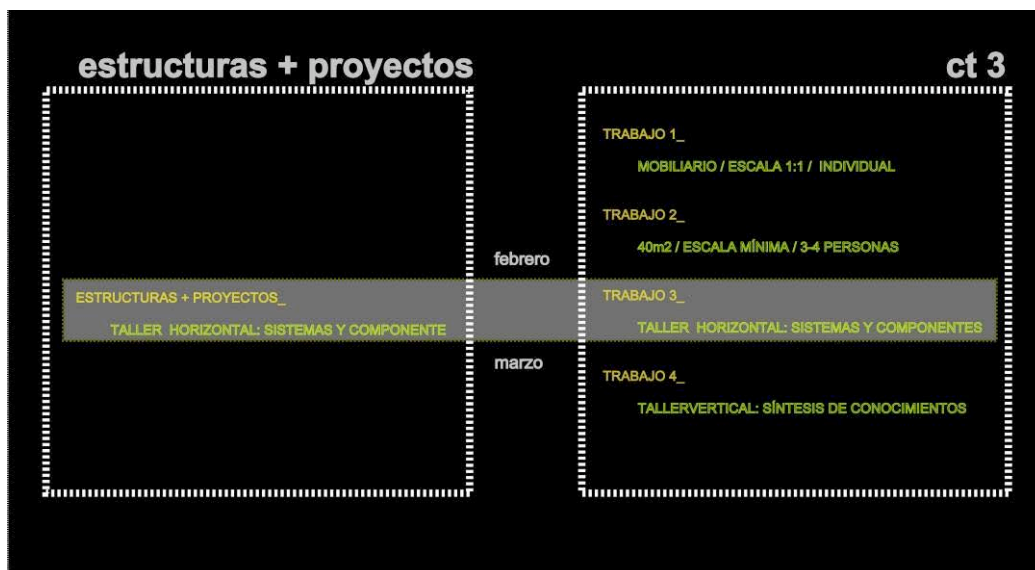 estructuras + proyectos
ct 3
TRABAJO 1_
MOBILIARIO / ESCALA 1:1 / INDIVIDUAL
TRABAJO 2_
40m2 / ESCALA MÍNIMA / 3-4 PERSONAS
febrero
ESTRUCTURAS + PROYECTOS_
TALLER HORIZONTAL: SISTEMAS Y COMPONENTE
TRABAJO 3_
TALLER HORIZONTAL: SISTEMAS Y COMPONENTES
marzo
TRABAJO 4_
TALLERVERTICAL: SÍNTESIS DE CONOCIMIENTOS